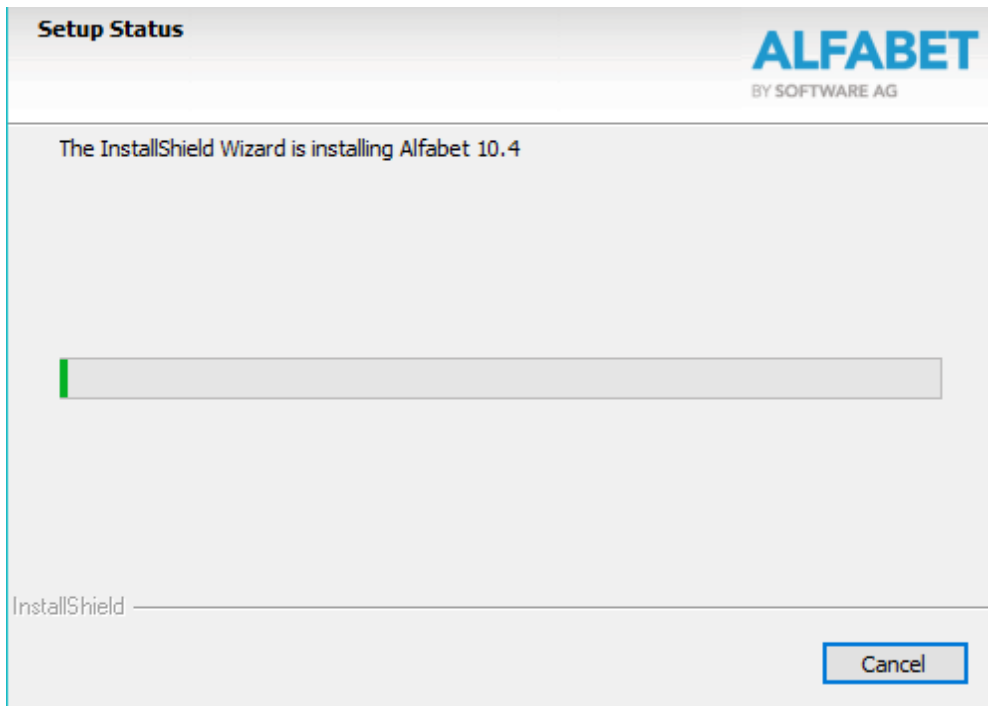 Setup Status
ALFABET
BY SOFTWARE AG
The InstallShield Wizard is installing Alfabet 10.4
InstallShield
Cancel